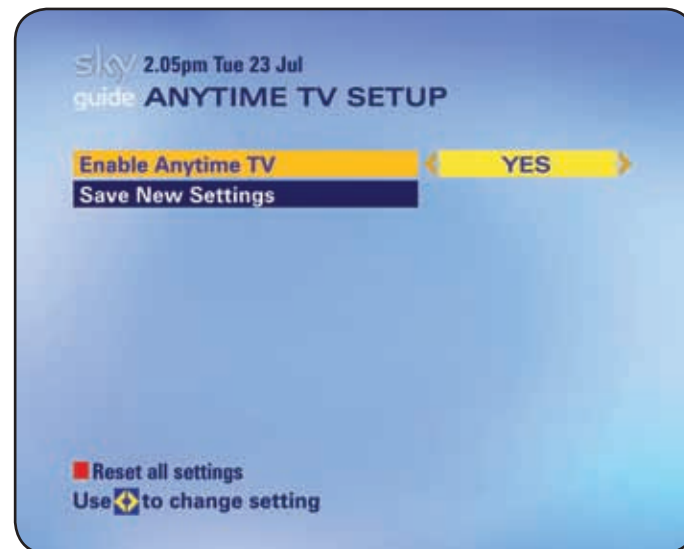 sky 2.05pm Tue 23 Jul
guide ANYTIME TV SETUP
Enable Anytime TV YES
Save New Settings
Reset all settings
Use to change setting